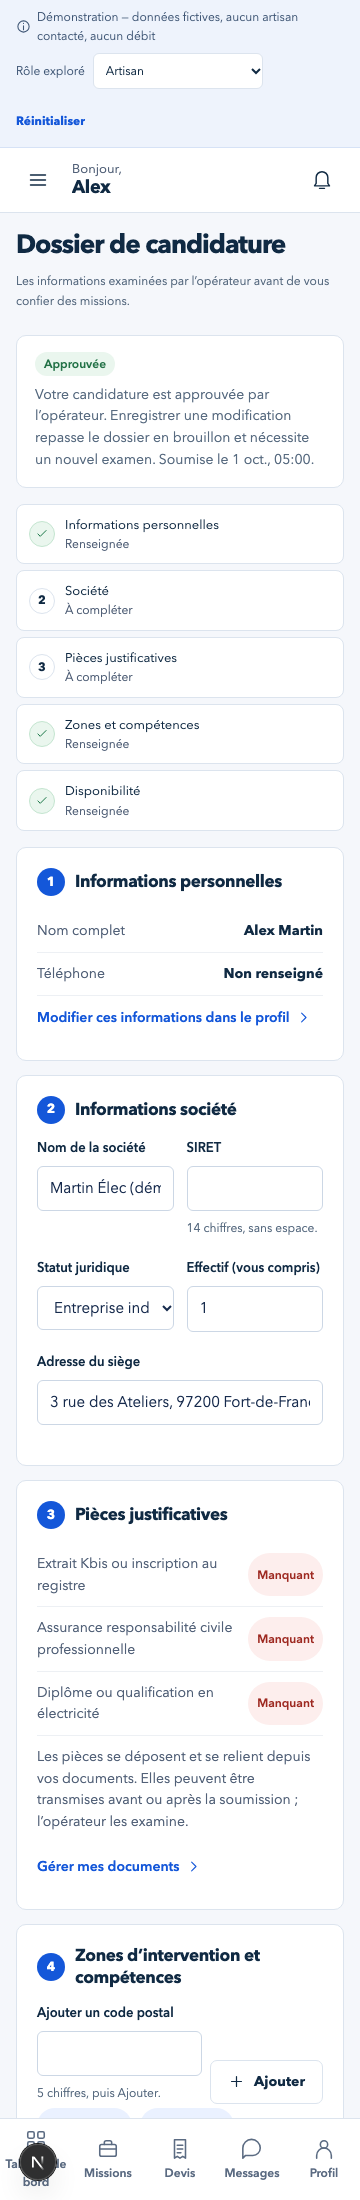 Démonstration — données fictives, aucun artisan
contacté, aucun débit
Rôle exploré
Artisan
Réinitialiser
Bonjour,
Alex
Dossier de candidature
Les informations examinées par l’opérateur avant de vous
confier des missions.
Approuvée
Votre candidature est approuvée par
l’opérateur. Enregistrer une modification
repasse le dossier en brouillon et nécessite
un nouvel examen. Soumise le 1 oct., 05:00.
Informations personnelles
Renseignée
2
Société
À compléter
3
Pièces justificatives
À compléter
Zones et compétences
Renseignée
Disponibilité
Renseignée
1 Informations personnelles
Nom complet Alex Martin
Téléphone Non renseigné
Modifier ces informations dans le profil
2 Informations société
Nom de la société SIRET
Martin Élec (dém
14 chiffres, sans espace.
Statut juridique Effectif (vous compris)
Entreprise ind 1
Adresse du siège
3 rue des Ateliers, 97200 Fort-de-Fran
3 Pièces justificatives
Extrait Kbis ou inscription au
registre
Manquant
Assurance responsabilité civile
professionnelle
Manquant
Diplôme ou qualification en
électricité
Manquant
Les pièces se déposent et se relient depuis
vos documents. Elles peuvent être
transmises avant ou après la soumission ;
l’opérateur les examine.
Gérer mes documents
4 Zones d’intervention et
compétences
Ajouter un code postal
Ajouter
5 chiffres, puis Ajouter.
bord
Missions
Devis
Messages
Profil
N